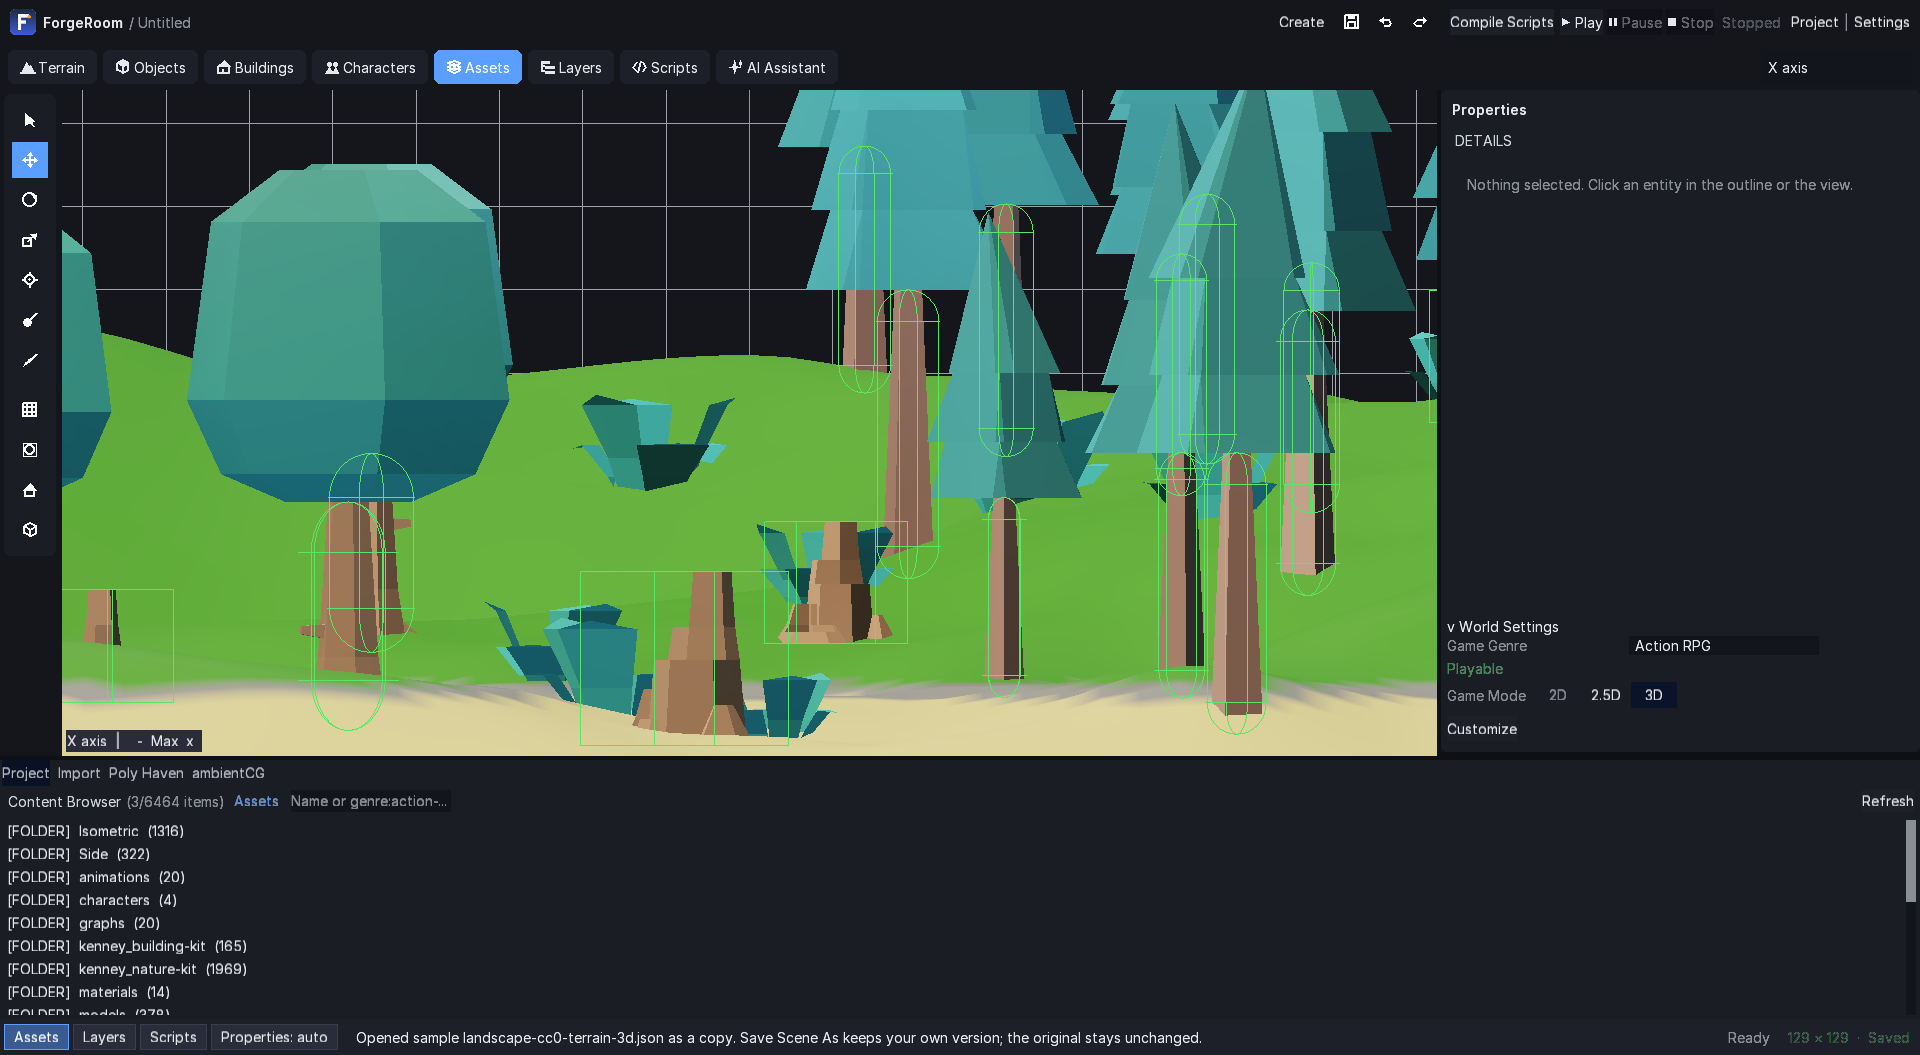 F ForgeRoom / Untitled
Create
Compile Scripts Play Pause Stop Stopped Project | Settings
Terrain Objects Buildings Characters Assets Layers Scripts AI Assistant
X axis
Properties
DETAILS
Nothing selected. Click an entity in the outline or the view.
v World Settings
Game Genre Action RPG
Playable
Game Mode 2D 2.5D 3D
Customize
X axis | - Max x
Project Import Poly Haven ambientCG
Content Browser (3/6464 items) Assets Name or genre:action-...
Refresh
[FOLDER] Isometric (1316)
[FOLDER] Side (322)
[FOLDER] animations (20)
[FOLDER] characters (4)
[FOLDER] graphs (20)
[FOLDER] kenney_building-kit (165)
[FOLDER] kenney_nature-kit (1969)
[FOLDER] materials (14)
[FOLDER] models (378)
Assets Layers Scripts Properties: auto Opened sample landscape-cc0-terrain-3d.json as a copy. Save Scene As keeps your own version; the original stays unchanged.
Ready 129 × 129 · Saved